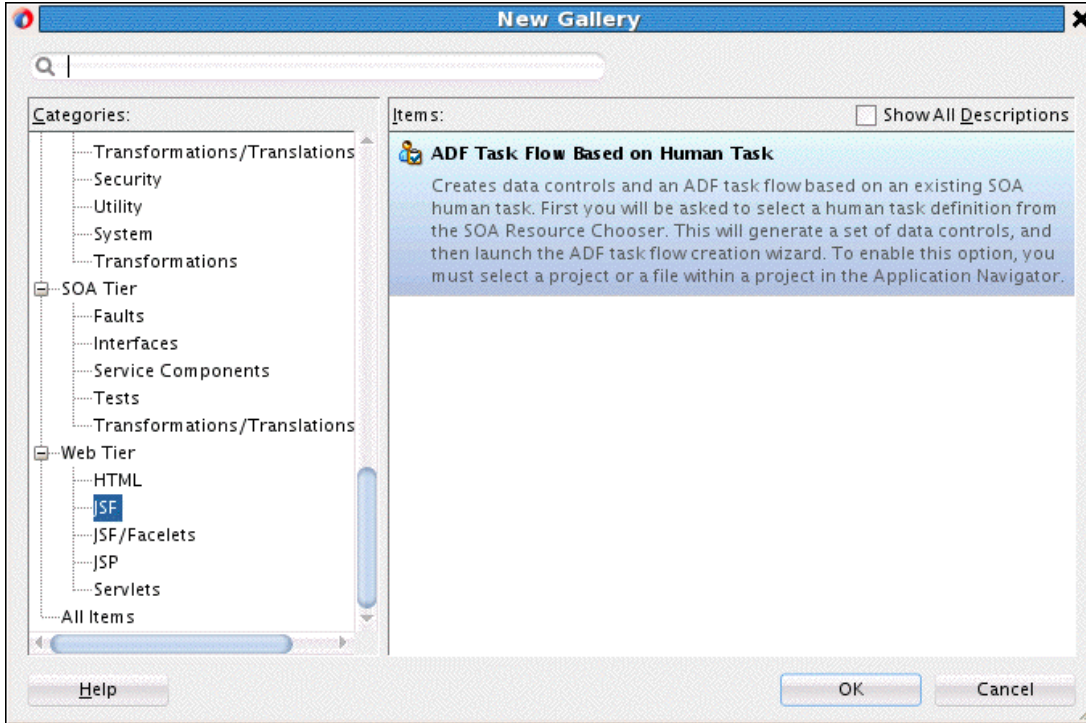 New Gallery
Categories:
Transformations/Translations
Security
Utility
System
Transformations
SOA Tier
Faults
Interfaces
Service Components
Tests
Transformations/Translations
Web Tier
HTML
JSF
JSF/Facelets
JSP
Servlets
All Items
Items:
Show All Descriptions
ADF Task Flow Based on Human Task
Creates data controls and an ADF task flow based on an existing SOA
human task. First you will be asked to select a human task definition from
the SOA Resource Chooser. This will generate a set of data controls, and
then launch the ADF task flow creation wizard. To enable this option, you
must select a project or a file within a project in the Application Navigator.
Help
OK
Cancel